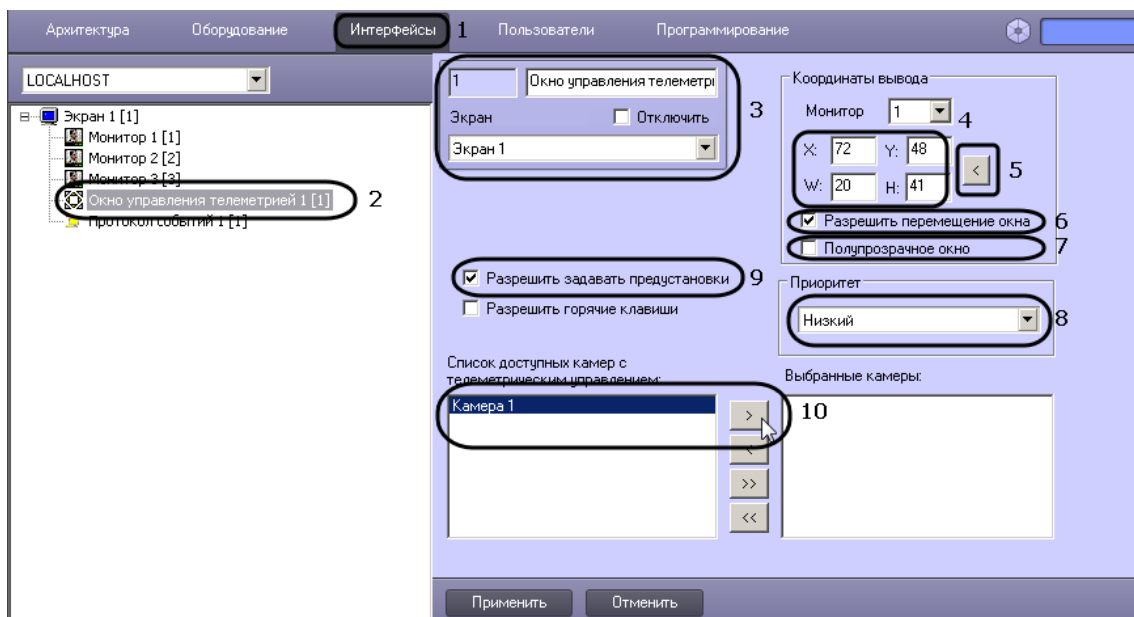 Архитектура Оборудование Интерфейсы 1 Пользователи Программирование
LOCALHOST
Экран 1 [1]
Монитор 1 [1]
Монитор 2 [2]
Монитор 3 [3]
Окно управления телеметрией 1 [1] 2
Протокол событий 1 [1]
1 Окно управления телеметри
Экран Отключить 3
Экран 1
Координаты вывода
Монитор 1 4
X: 72 Y: 48
< 5
W: 20 H: 41
Разрешить перемещение окна 6
Полупрозрачное окно 7
Разрешить задавать предустановки 9
Разрешить горячие клавиши
Приоритет
Низкий 8
Список доступных камер с
телеметрическим управлением:
Выбранные камеры:
Камера 1
> 10
<
>>
<<
Применить Отменить